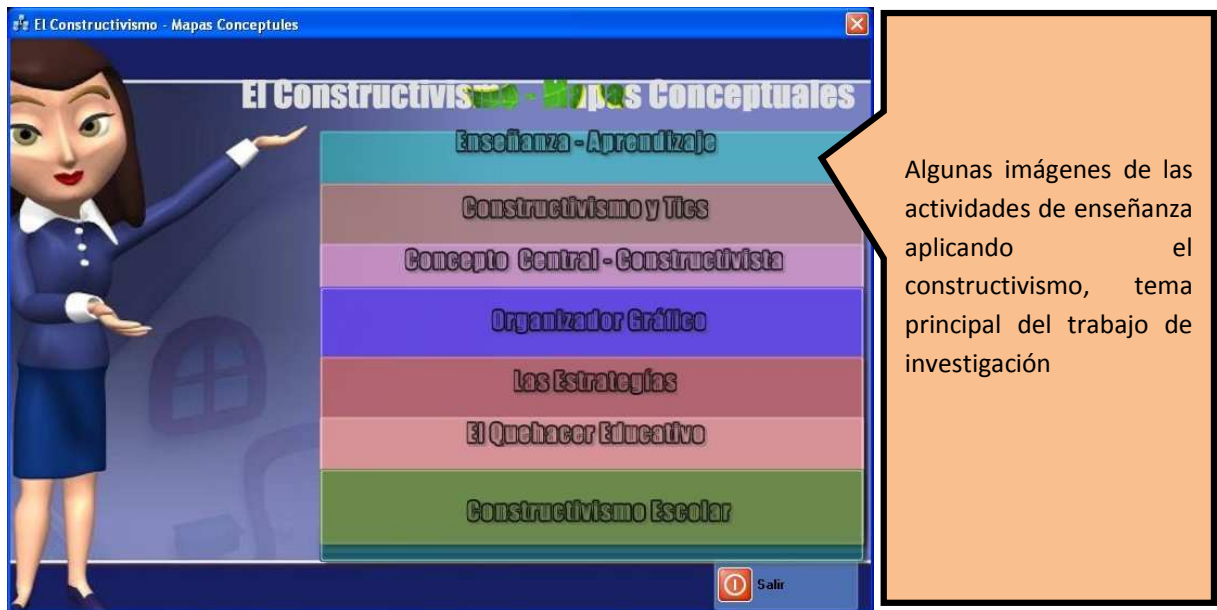 El Constructivismo - Mapas Conceptules
El Constructivismo - Mapas Conceptuales
Enseñanza - Aprendizaje
Constructivismo y Tics
Concepto Central - Constructivista
Organizador Gráfico
Las Estrategías
El Quehacer Educativo
Constructivismo Escolar
Salir
Algunas imágenes de las
actividades de enseñanza
aplicando el
constructivismo, tema
principal del trabajo de
investigación